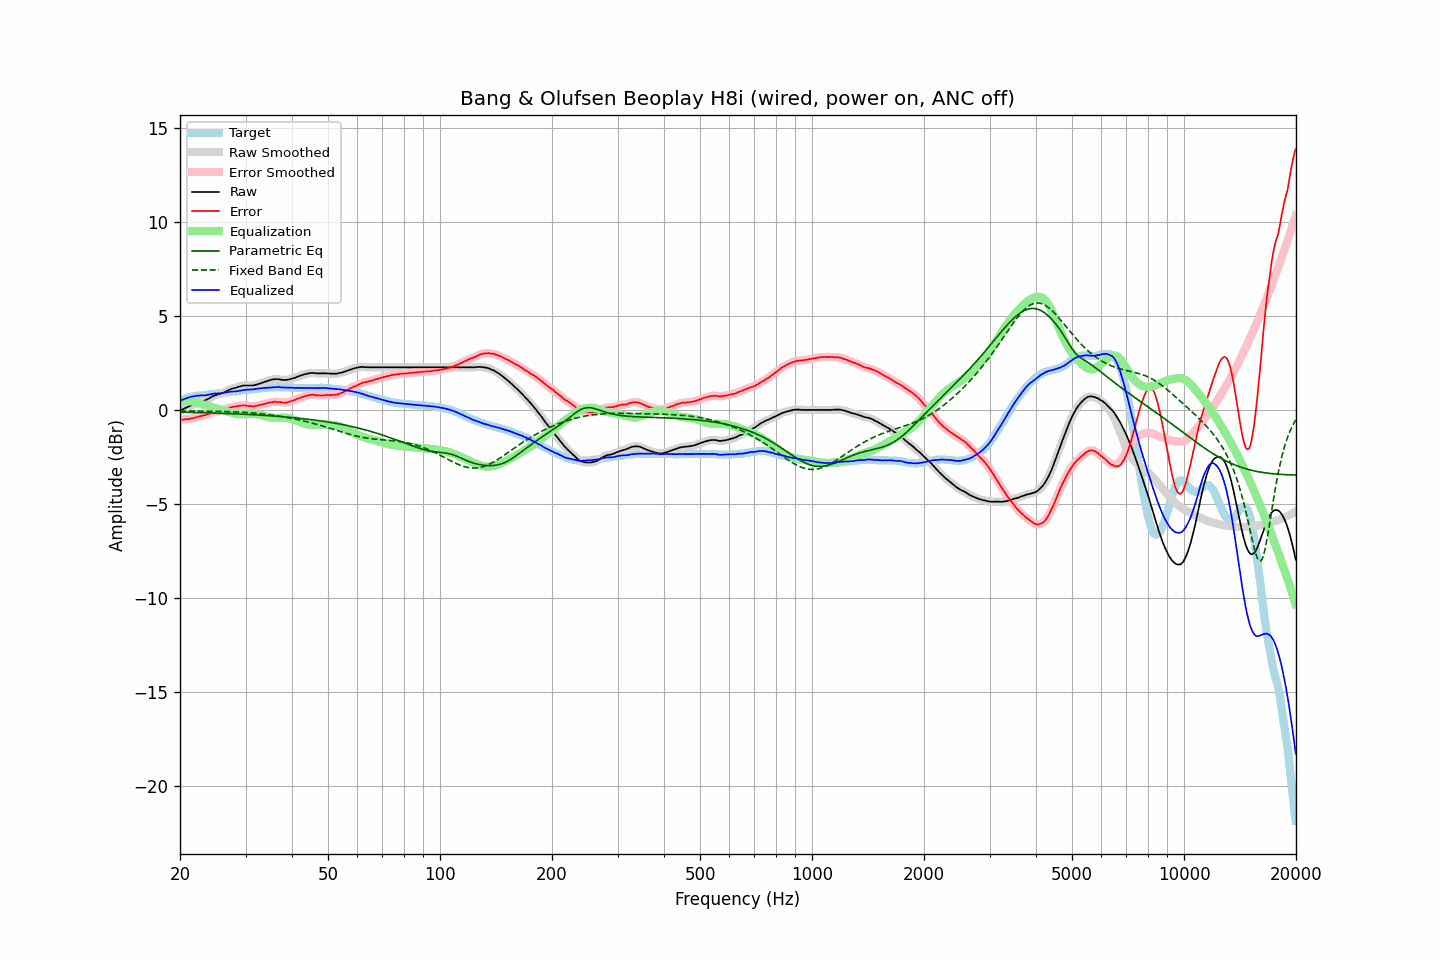 Bang & Olufsen Beoplay H8i (wired, power on, ANC off)
Target
Raw Smoothed
Error Smoothed
Raw
Error
Equalization
Parametric Eq
Fixed Band Eq
Equalized
15
10
5
0
−5
−10
−15
−20
Amplitude (dBr)
20 50 100 200 500 1000 2000 5000 10000 20000
Frequency (Hz)